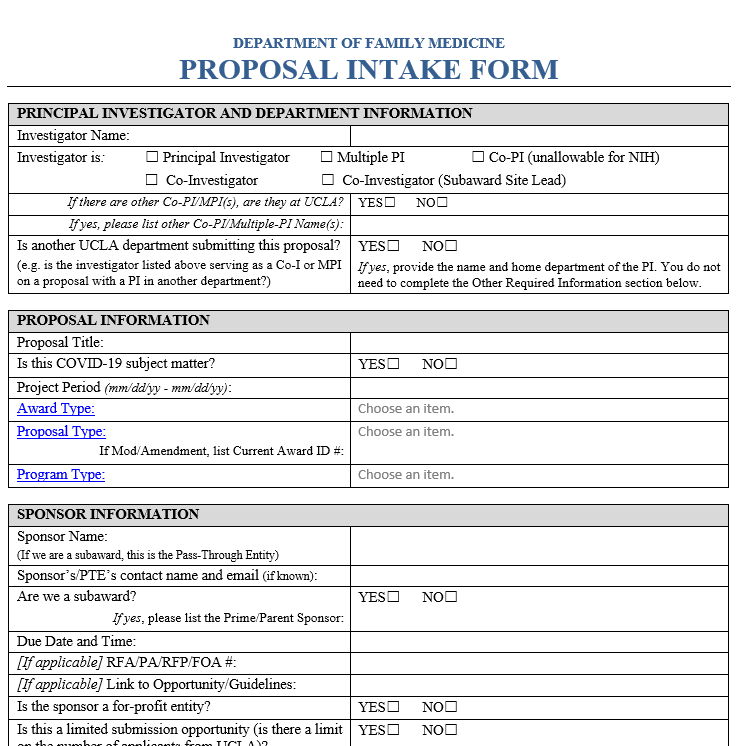 DEPARTMENT OF FAMILY MEDICINE
PROPOSAL INTAKE FORM
PRINCIPAL INVESTIGATOR AND DEPARTMENT INFORMATION
Investigator Name:
Investigator is: ☐ Principal Investigator ☐ Multiple PI ☐ Co-PI (unallowable for NIH)
☐ Co-Investigator ☐ Co-Investigator (Subaward Site Lead)
If there are other Co-PI/MPI(s), are they at UCLA? YES☐ NO☐
If yes, please list other Co-PI/Multiple-PI Name(s):
Is another UCLA department submitting this proposal? YES☐ NO☐
(e.g. is the investigator listed above serving as a Co-I or MPI
on a proposal with a PI in another department?)
If yes, provide the name and home department of the PI. You do not
need to complete the Other Required Information section below.
PROPOSAL INFORMATION
Proposal Title:
Is this COVID-19 subject matter? YES☐ NO☐
Project Period (mm/dd/yy - mm/dd/yy):
Award Type: Choose an item.
Proposal Type: Choose an item.
If Mod/Amendment, list Current Award ID #:
Program Type: Choose an item.
SPONSOR INFORMATION
Sponsor Name:
(If we are a subaward, this is the Pass-Through Entity)
Sponsor's/PTE's contact name and email (if known):
Are we a subaward? YES☐ NO☐
If yes, please list the Prime/Parent Sponsor:
Due Date and Time:
[If applicable] RFA/PA/RFP/FOA #:
[If applicable] Link to Opportunity/Guidelines:
Is the sponsor a for-profit entity? YES☐ NO☐
Is this a limited submission opportunity (is there a limit YES☐ NO☐
on the number of applicants from UCLA)?